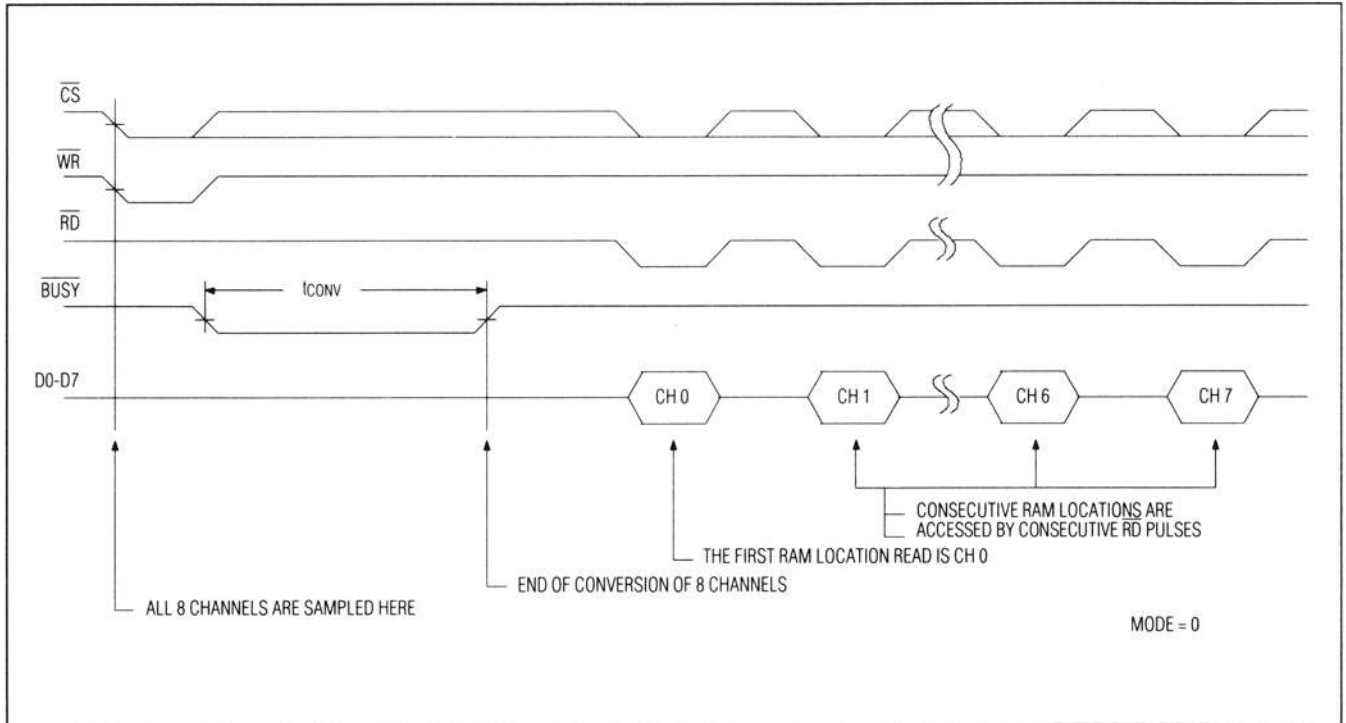 CS
WR
RD
BUSY
tCONV
D0-D7
CH 0
CH 1
CH 6
CH 7
CONSECUTIVE RAM LOCATIONS ARE
ACCESSED BY CONSECUTIVE RD PULSES
THE FIRST RAM LOCATION READ IS CH 0
END OF CONVERSION OF 8 CHANNELS
ALL 8 CHANNELS ARE SAMPLED HERE
MODE = 0